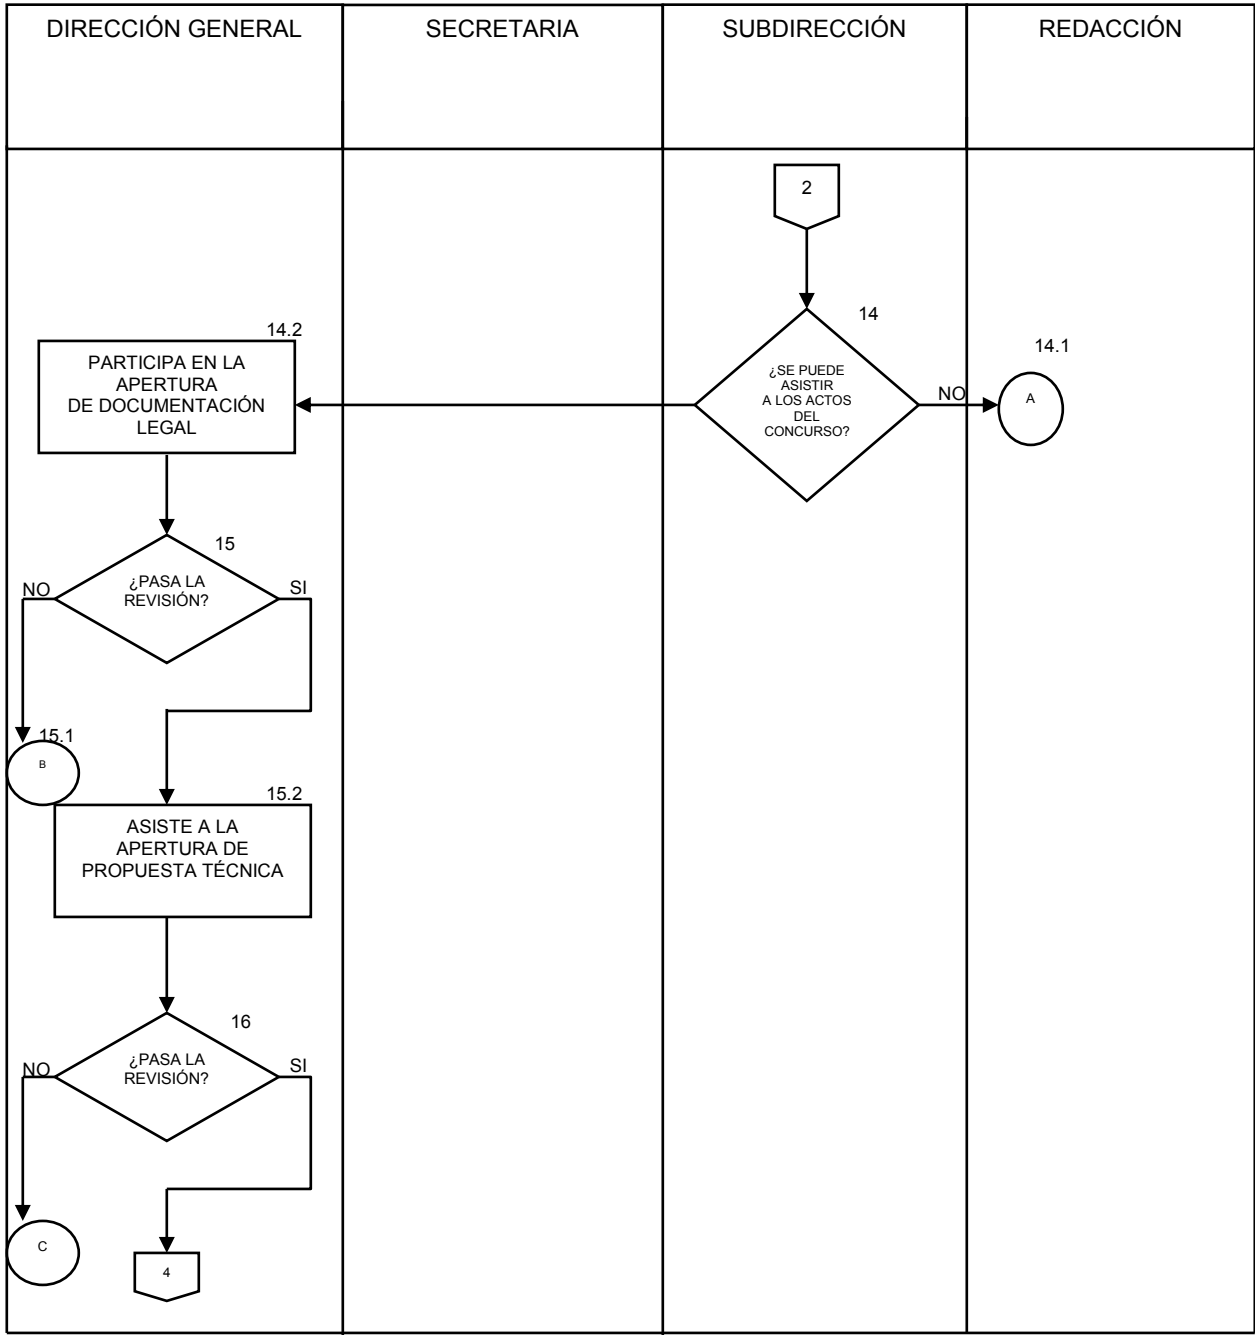 DIRECCIÓN GENERAL
SECRETARIA
SUBDIRECCIÓN
REDACCIÓN
2
14
¿SE PUEDE
ASISTIR
A LOS ACTOS
DEL
CONCURSO?
NO
14.1
A
14.2
PARTICIPA EN LA
APERTURA
DE DOCUMENTACIÓN
LEGAL
15
¿PASA LA
REVISIÓN?
NO
SI
15.1
B
15.2
ASISTE A LA
APERTURA DE
PROPUESTA TÉCNICA
16
¿PASA LA
REVISIÓN?
NO
SI
C
4